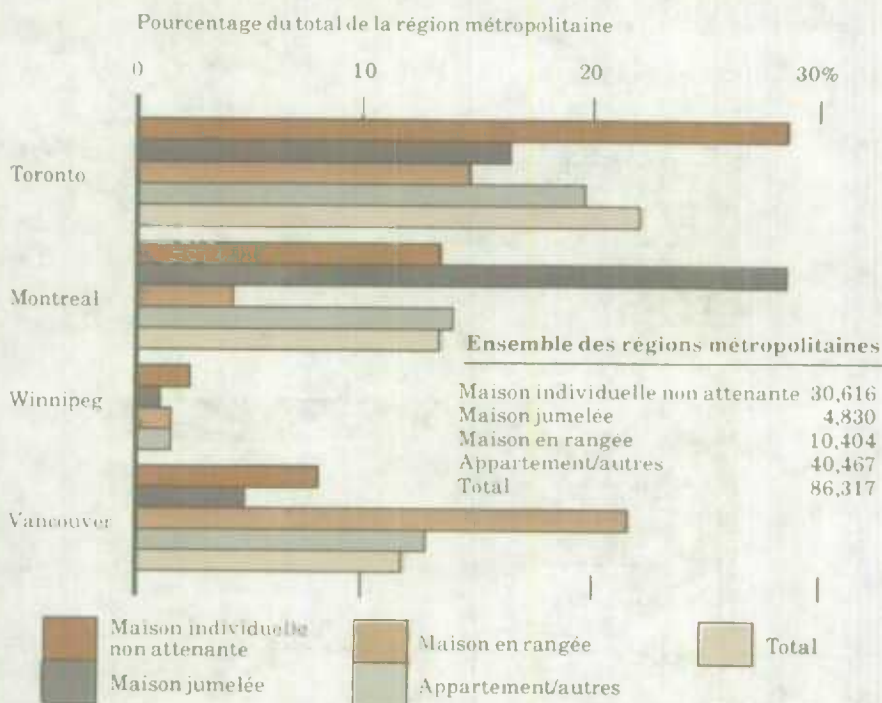 Pourcentage du total de la région métropolitaine
0 10 20 30%
Toronto
Montreal
Winnipeg
Vancouver
Ensemble des régions métropolitaines
Maison individuelle non attenante 30,616
Maison jumelée 4,830
Maison en rangée 10,404
Appartement/autres 40,467
Total 86,317
Maison individuelle
non attenante
Maison jumelée
Maison en rangée
Appartement/autres
Total